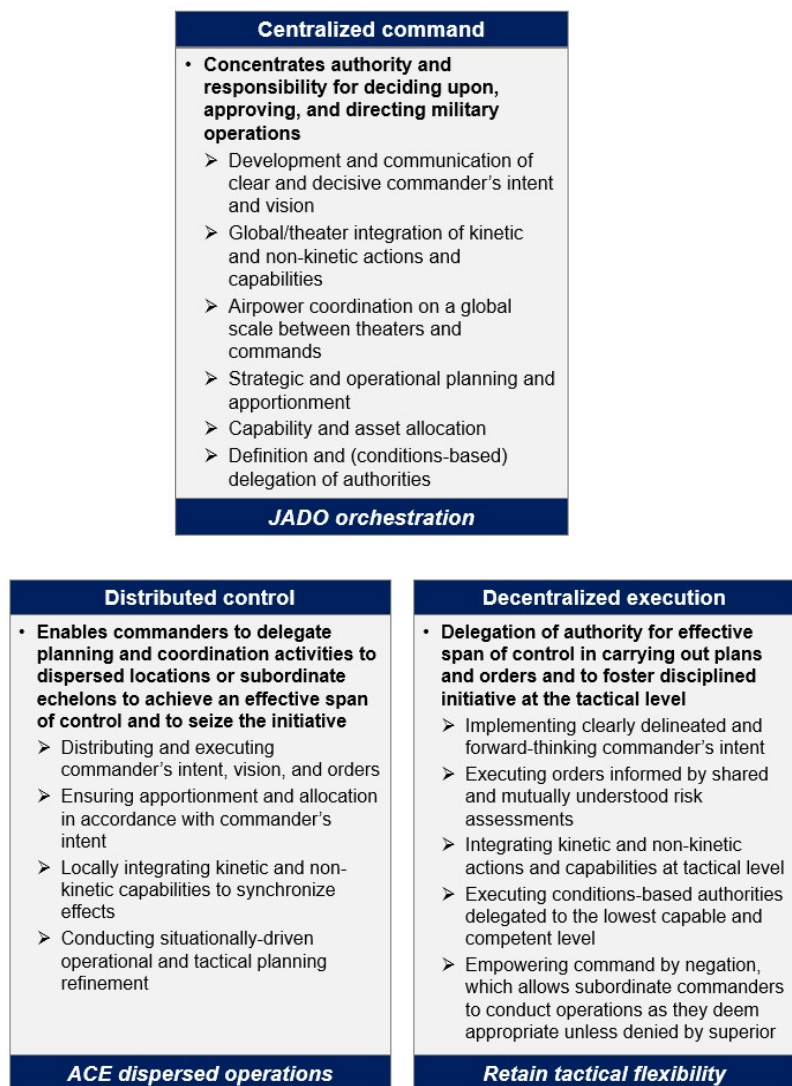 Centralized command
• Concentrates authority and
responsibility for deciding upon,
approving, and directing military
operations
➢ Development and communication of
clear and decisive commander's intent
and vision
➢ Global/theater integration of kinetic
and non-kinetic actions and
capabilities
➢ Airpower coordination on a global
scale between theaters and
commands
➢ Strategic and operational planning and
apportionment
➢ Capability and asset allocation
➢ Definition and (conditions-based)
delegation of authorities
JADO orchestration
Distributed control
• Enables commanders to delegate
planning and coordination activities to
dispersed locations or subordinate
echelons to achieve an effective span
of control and to seize the initiative
➢ Distributing and executing
commander's intent, vision, and orders
➢ Ensuring apportionment and allocation
in accordance with commander's
intent
➢ Locally integrating kinetic and non-
kinetic capabilities to synchronize
effects
➢ Conducting situationally-driven
operational and tactical planning
refinement
ACE dispersed operations
Decentralized execution
• Delegation of authority for effective
span of control in carrying out plans
and orders and to foster disciplined
initiative at the tactical level
➢ Implementing clearly delineated and
forward-thinking commander's intent
➢ Executing orders informed by shared
and mutually understood risk
assessments
➢ Integrating kinetic and non-kinetic
actions and capabilities at tactical level
➢ Executing conditions-based authorities
delegated to the lowest capable and
competent level
➢ Empowering command by negation,
which allows subordinate commanders
to conduct operations as they deem
appropriate unless denied by superior
Retain tactical flexibility